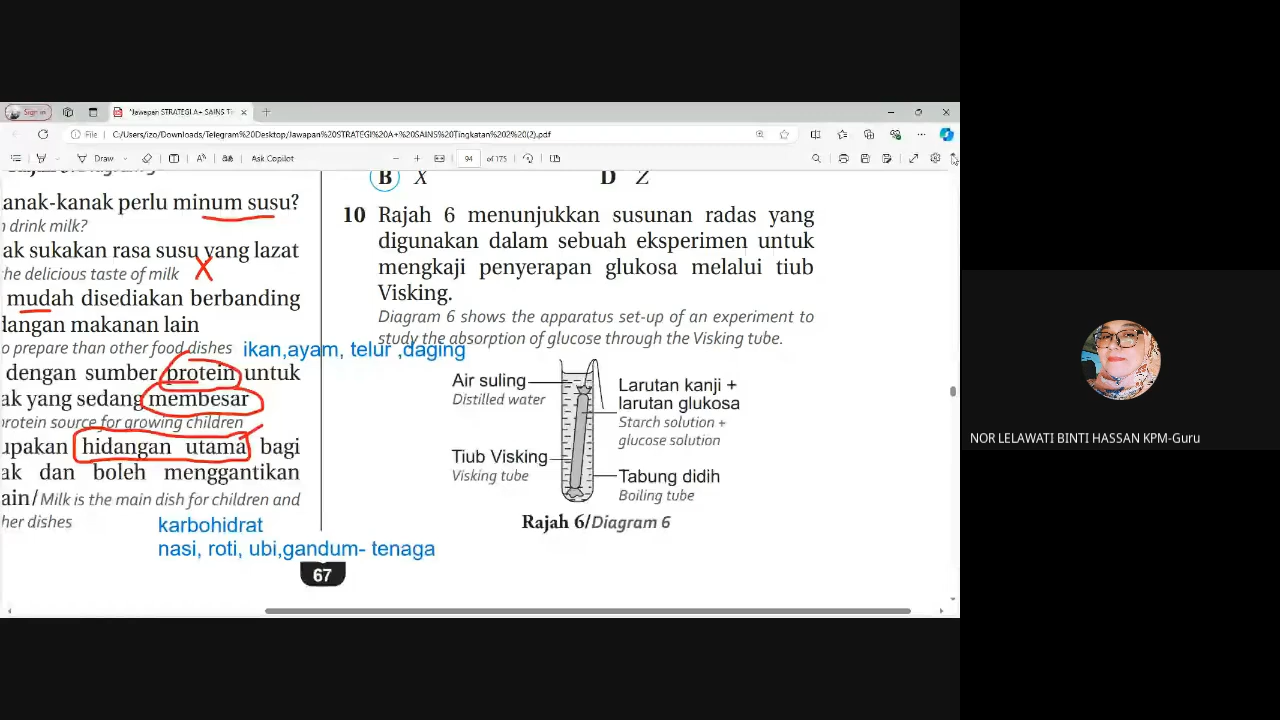 Sign in
*Jawapan STRATEGI A+ SAINS Ti
File C:/Users/izo/Downloads/Telegram%20Desktop/Jawapan%20STRATEGI%20A+%20SAINS%20Tingkatan%202%20(2).pdf
Draw
Ask Copilot
94 of 175
anak-kanak perlu minum susu?
drink milk?
ak sukakan rasa susu yang lazat
he delicious taste of milk
X
mudah disediakan berbanding
dangan makanan lain
o prepare than other food dishes
ikan,ayam, telur ,daging
dengan sumber protein untuk
ak yang sedang membesar
protein source for growing children
upakan hidangan utama bagi
ak dan boleh menggantikan
ain/Milk is the main dish for children and
her dishes
karbohidrat
nasi, roti, ubi,gandum- tenaga
67
B X
D Z
10 Rajah 6 menunjukkan susunan radas yang
digunakan dalam sebuah eksperimen untuk
mengkaji penyerapan glukosa melalui tiub
Visking.
Diagram 6 shows the apparatus set-up of an experiment to
study the absorption of glucose through the Visking tube.
Air suling
Distilled water
Larutan kanji +
larutan glukosa
Starch solution +
glucose solution
Tiub Visking
Visking tube
Tabung didih
Boiling tube
Rajah 6/Diagram 6
NOR LELAWATI BINTI HASSAN KPM-Guru